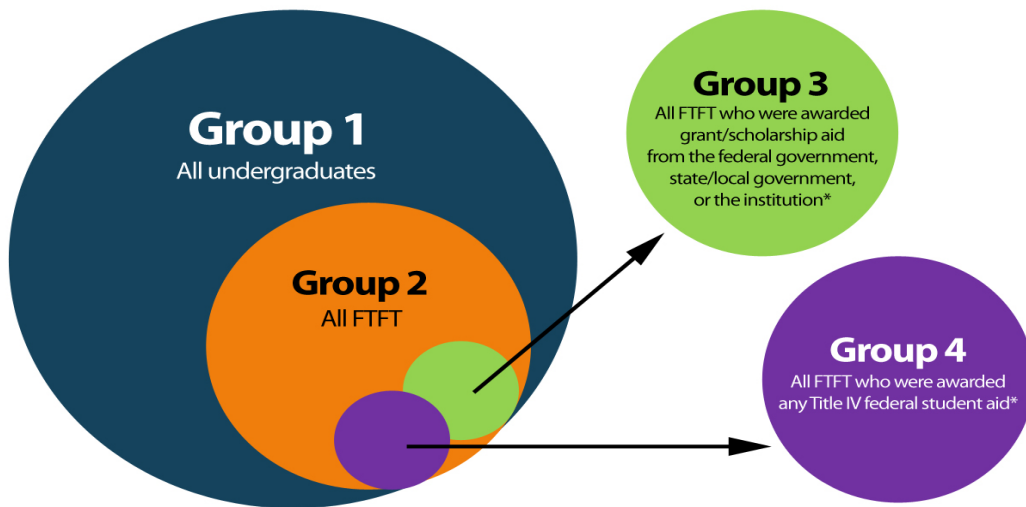 Group 1
All undergraduates
Group 2
All FTFT
Group 3
All FTFT who were awarded
grant/scholarship aid
from the federal government,
state/local government,
or the institution*
Group 4
All FTFT who were awarded
any Title IV federal student aid*